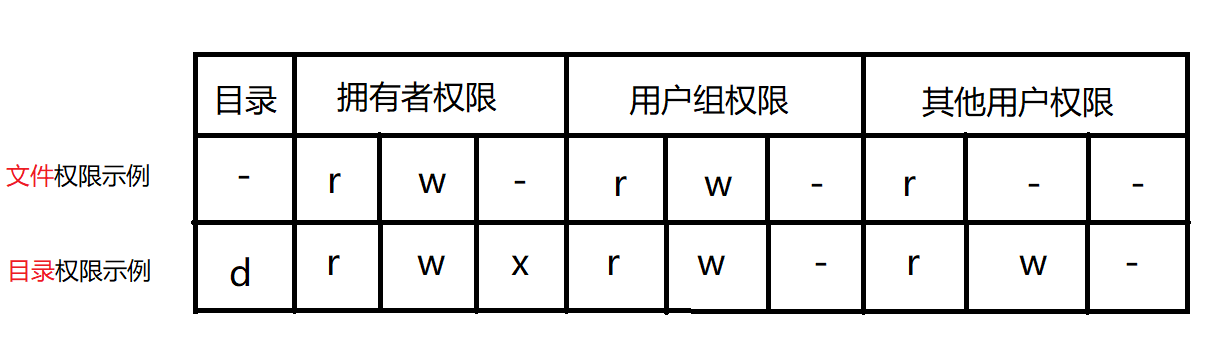 目录 拥有者权限 用户组权限 其他用户权限
文件权限示例 - r w - r w - r - -
目录权限示例 d r w x r w - r w -